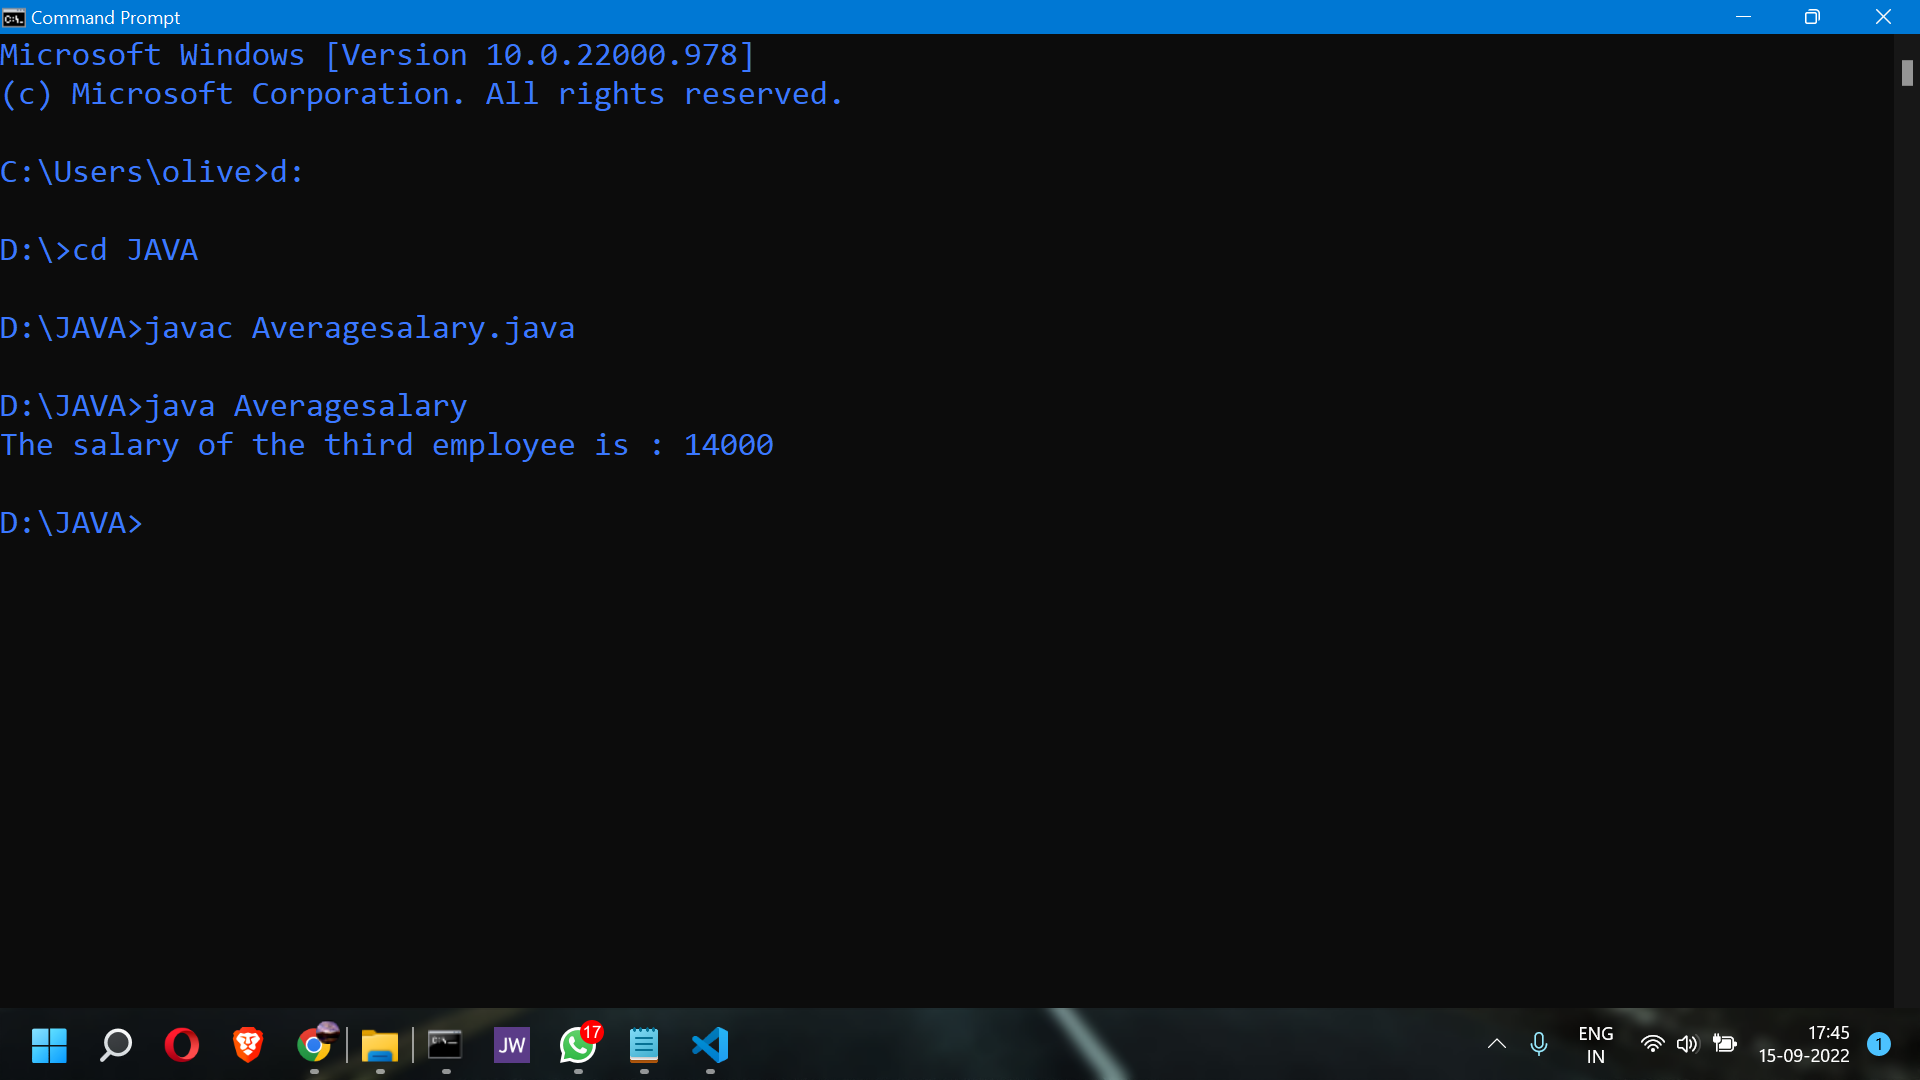 Command Prompt
Microsoft Windows [Version 10.0.22000.978]
(c) Microsoft Corporation. All rights reserved.
C:\Users\olive>d:
D:\>cd JAVA
D:\JAVA>javac Averagesalary.java
D:\JAVA>java Averagesalary
The salary of the third employee is : 14000
D:\JAVA>
JW
17
ENG
IN
17:45
15-09-2022
1